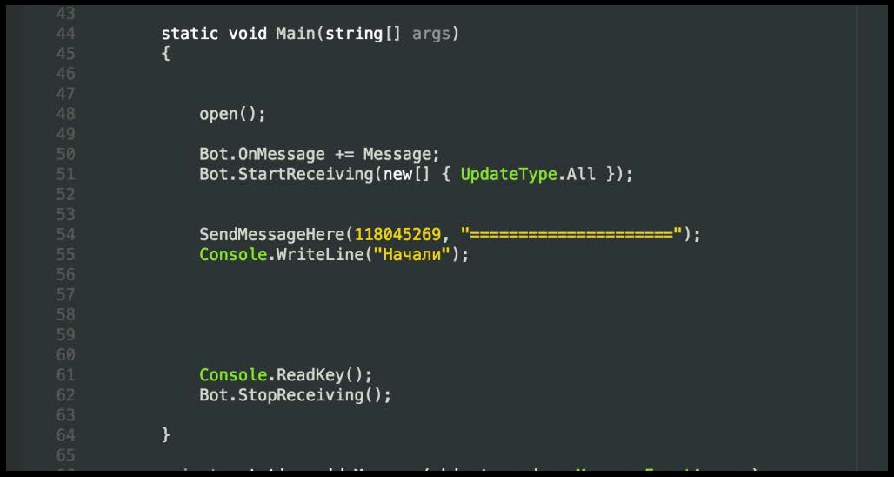 43
44 static void Main(string[] args)
45 {
46
47
48 open();
49
50 Bot.OnMessage += Message;
51 Bot.StartReceiving(new[] { UpdateType.All });
52
53
54 SendMessageHere(118045269, "=====================");
55 Console.WriteLine("Начали");
56
57
58
59
60
61 Console.ReadKey();
62 Bot.StopReceiving();
63
64 }
65